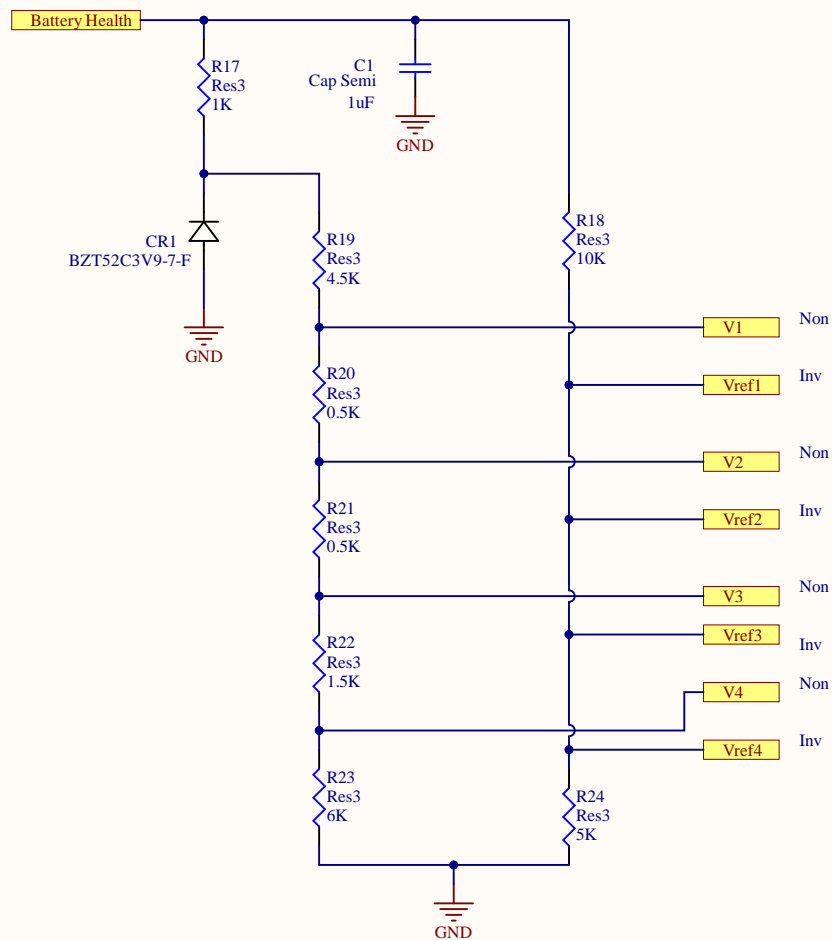 Battery Health
R17
Res3
1K
C1
Cap Semi
1uF
GND
CR1
BZT52C3V9-7-F
GND
R19
Res3
4.5K
R18
Res3
10K
V1
Non
R20
Res3
0.5K
Vref1
Inv
V2
Non
R21
Res3
0.5K
Vref2
Inv
V3
Non
R22
Res3
1.5K
Vref3
Inv
V4
Non
Vref4
Inv
R23
Res3
6K
R24
Res3
5K
GND